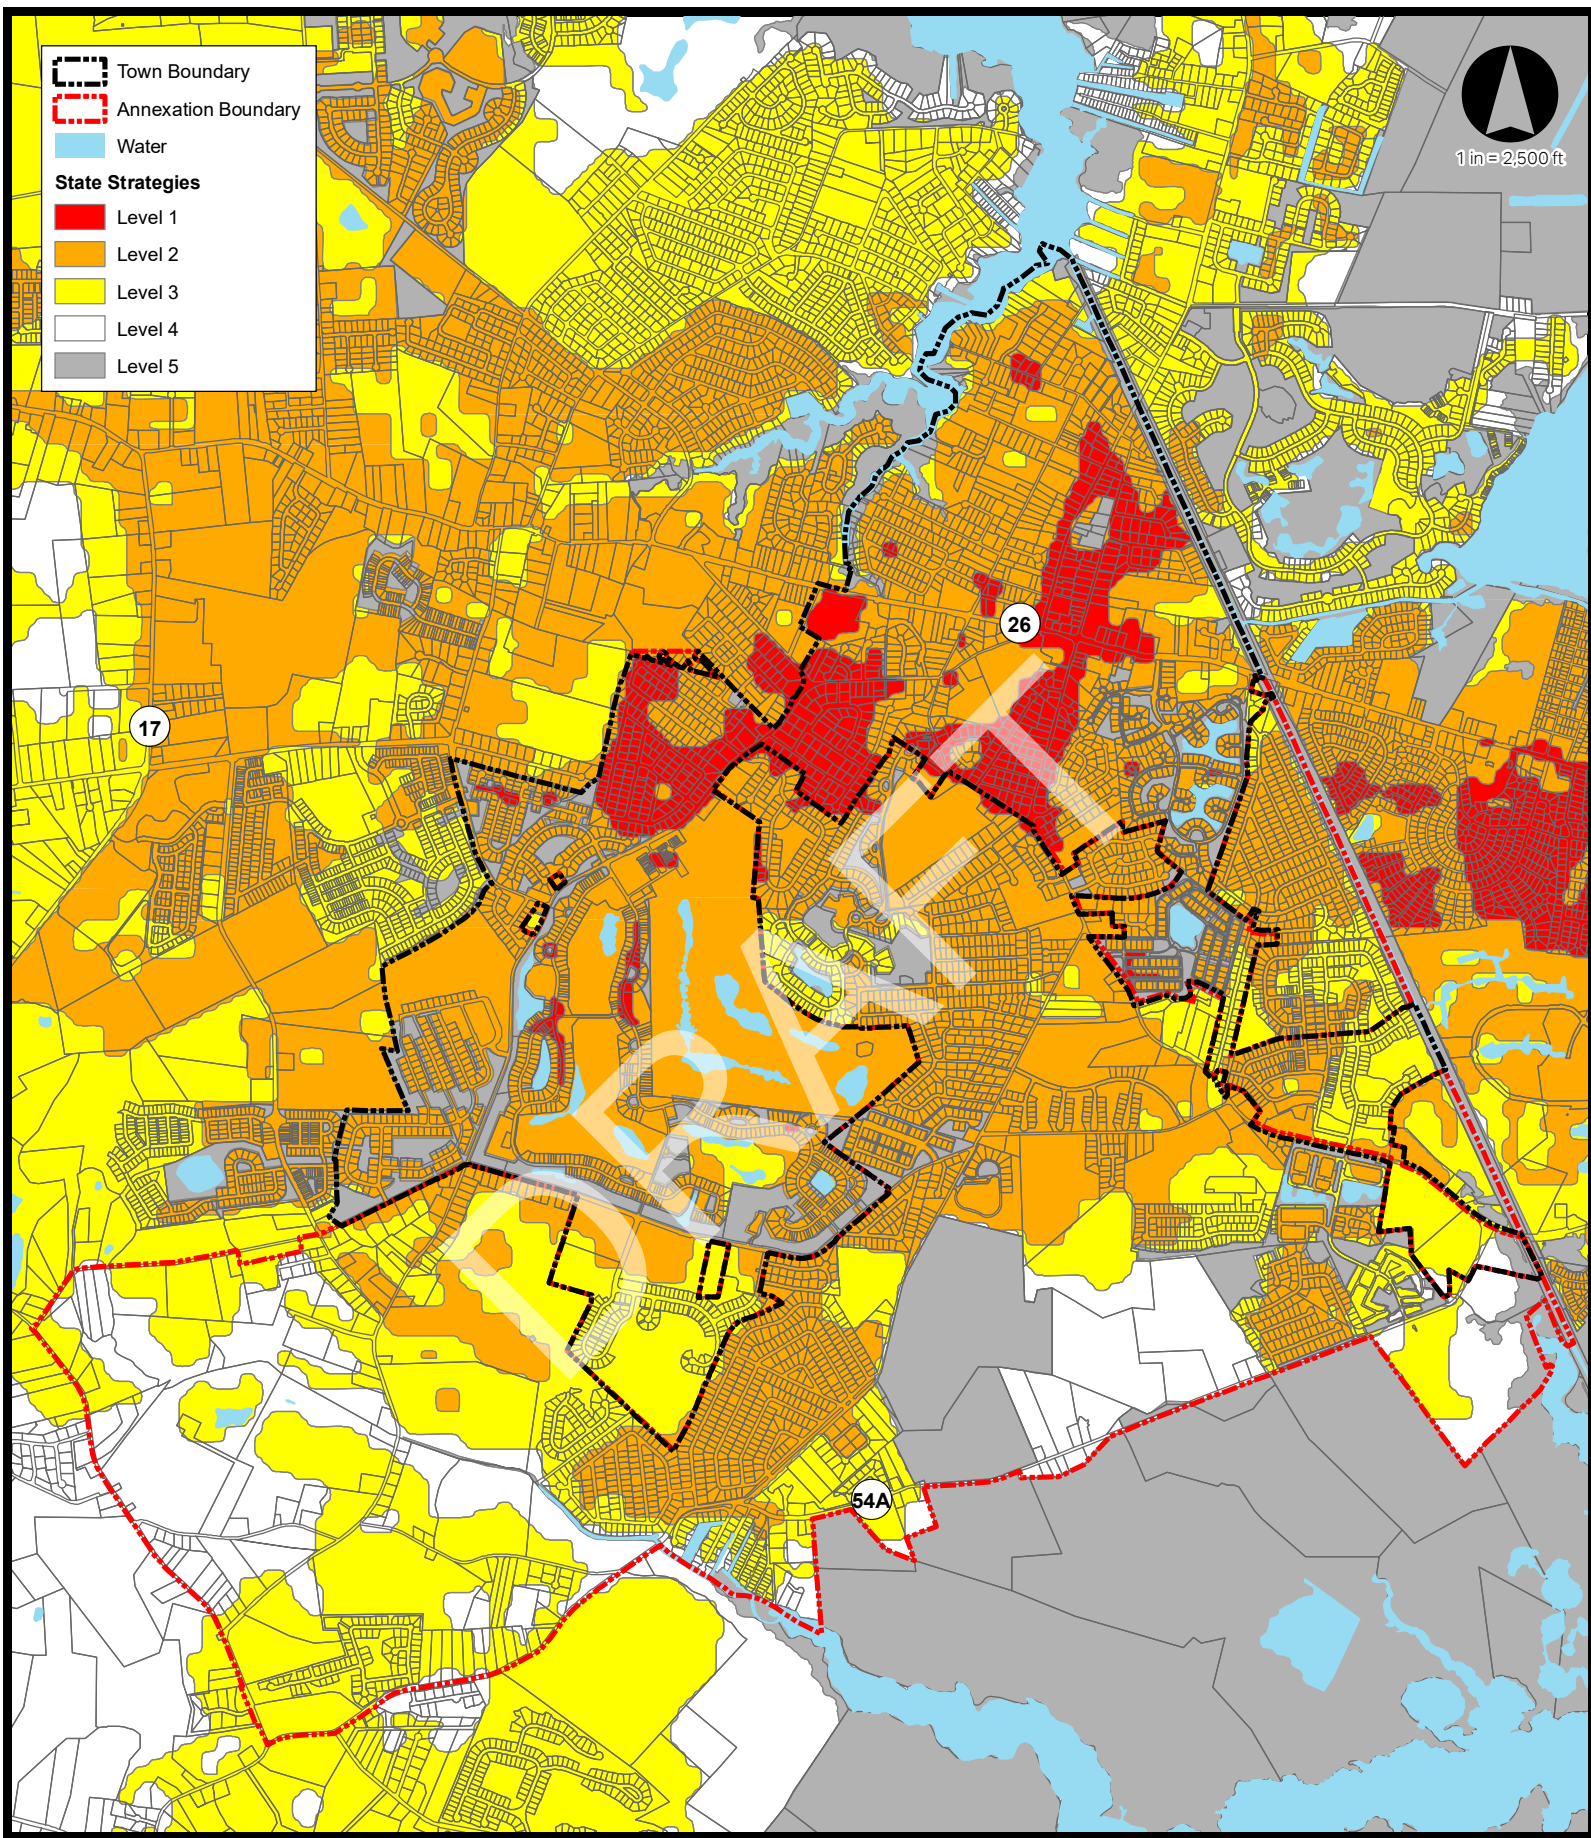 Town Boundary
Annexation Boundary
Water
State Strategies
Level 1
Level 2
Level 3
Level 4
Level 5
1 in = 2,500 ft
26
17
54A
DRAFT